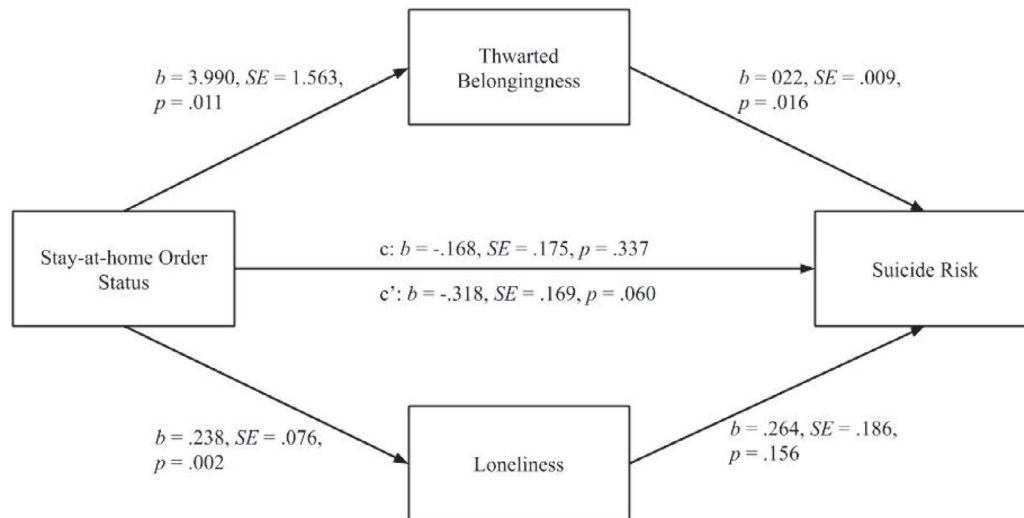 Thwarted
Belongingness
b = 3.990, SE = 1.563,
p = .011
b = 022, SE = .009,
p = .016
Stay-at-home Order
Status
c: b = -.168, SE = .175, p = .337
c’: b = -.318, SE = .169, p = .060
Suicide Risk
b = .238, SE = .076,
p = .002
Loneliness
b = .264, SE = .186,
p = .156